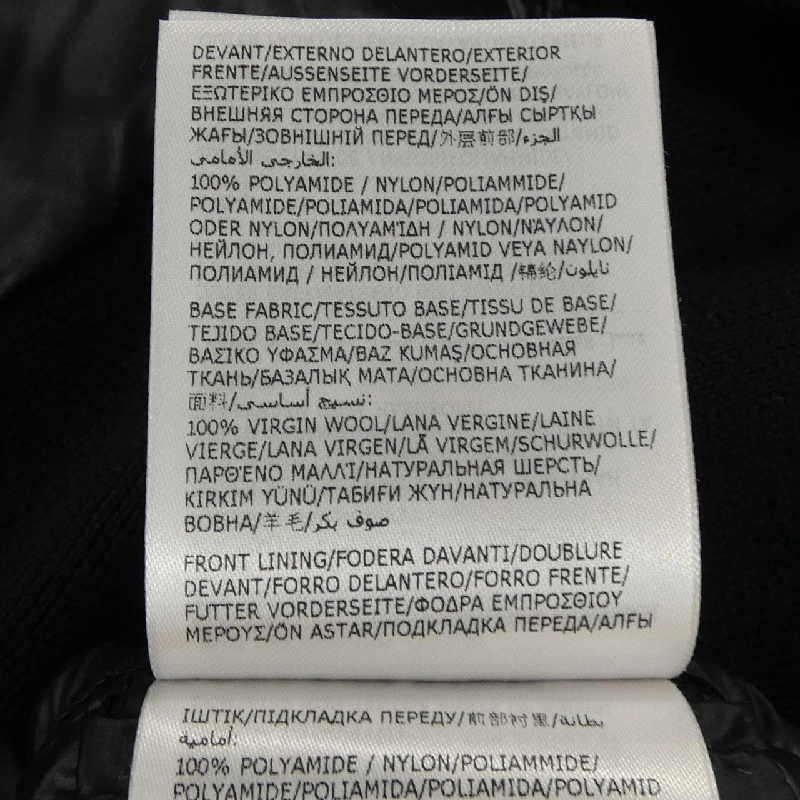 DEVANT/EXTERNO DELANTERO/EXTERIOR
FRENTE/AUSSENSEITE VORDERSEITE/
ΕΞΩΤΕΡΙΚΟ ΕΜΠΡΟΣΘΙΟ ΜΕΡΟΣ/ÖN DIŞ/
ВНЕШНЯЯ СТОРОНА ПЕРЕДА/АЛҒЫ СЫРТҚЫ
ЖАҒЫ/ЗОВНІШНІЙ ПЕРЕД/外层前部/الجزء
الخارجي الأمامي:
100% POLYAMIDE / NYLON/POLIAMMIDE/
POLYAMIDE/POLIAMIDA/POLIAMIDA/POLYAMID
ODER NYLON/ΠΟΛΥΑΜΊΔΗ / NYLON/ΝΆΥΛΟΝ/
НЕЙЛОН, ПОЛИАМИД/POLYAMID VEYA NAYLON/
ПОЛИАМИД / НЕЙЛОН/ПОЛІАМІД /锦纶/نايلون
BASE FABRIC/TESSUTO BASE/TISSU DE BASE/
TEJIDO BASE/TECIDO-BASE/GRUNDGEWEBE/
ΒΑΣΙΚΟ ΥΦΑΣΜΑ/BAZ KUMAŞ/ОСНОВНАЯ
ТКАНЬ/БАЗАЛЫҚ МАТА/ОСНОВНА ТКАНИНА/
面料/نسيج أساسي:
100% VIRGIN WOOL/LANA VERGINE/LAINE
VIERGE/LANA VIRGEN/LÃ VIRGEM/SCHURWOLLE/
ΠΑΡΘΈΝΟ ΜΑΛΛΊ/НАТУРАЛЬНАЯ ШЕРСТЬ/
KIRKIM YÜNÜ/ТАБИҒИ ЖҮН/НАТУРАЛЬНА
ВОВНА/羊毛/صوف بكر
FRONT LINING/FODERA DAVANTI/DOUBLURE
DEVANT/FORRO DELANTERO/FORRO FRENTE/
FUTTER VORDERSEITE/ΦΟΔΡΑ ΕΜΠΡΟΣΘΙΟΥ
ΜΕΡΟΥΣ/ÖN ASTAR/ПОДКЛАДКА ПЕРЕДА/АЛҒЫ
ІШТІК/ПІДКЛАДКА ПЕРЕДУ/前部衬里/بطانة
أمامية:
100% POLYAMIDE / NYLON/POLIAMMIDE/
POLYAMIDE/POLIAMIDA/POLIAMIDA/POLYAMID